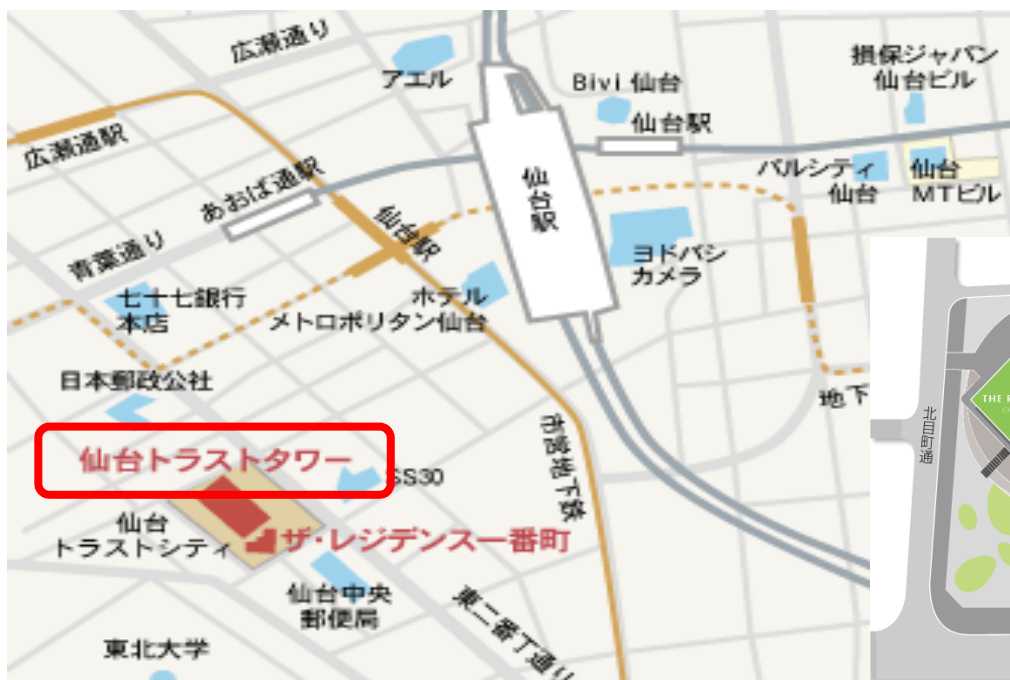 広瀬通り
アエル
Bivi 仙台
損保ジャパン
仙台ビル
仙台駅
広瀬通駅
あおば通駅
仙台駅
仙台駅
パルシティ
仙台
仙台
MTビル
青葉通り
ヨドバシ
カメラ
七十七銀行
本店
ホテル
メトロポリタン仙台
日本郵政公社
地下
THE
北目町通
市営地下鉄
仙台トラストタワー
SS30
仙台
トラストシティ
ザ・レジデンス一番町
仙台中央
郵便局
東二番丁通り
東北大学